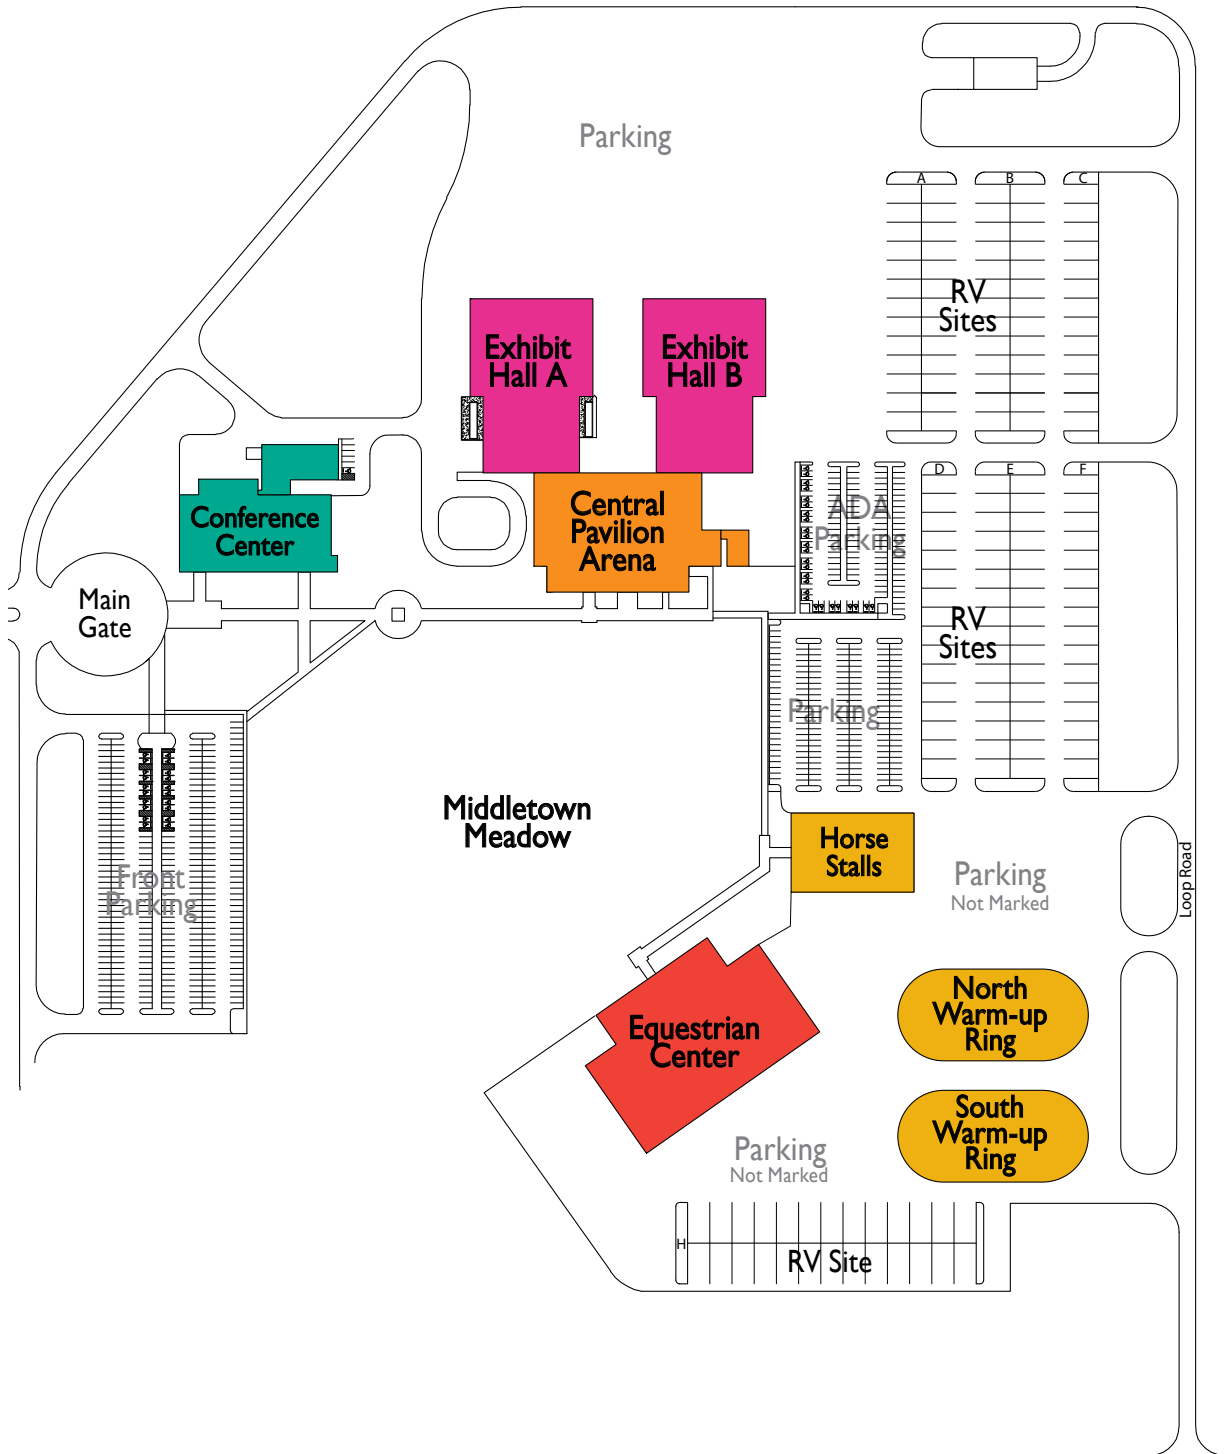 Parking
A
B
C
RV
Sites
Exhibit
Hall A
Exhibit
Hall B
D
E
F
Central
Pavilion
Arena
ADA
Parking
Conference
Center
Main
Gate
RV
Sites
Parking
Middletown
Meadow
Horse
Stalls
Parking
Not Marked
Loop Road
Front
Parking
North
Warm-up
Ring
Equestrian
Center
South
Warm-up
Ring
Parking
Not Marked
H
RV Site